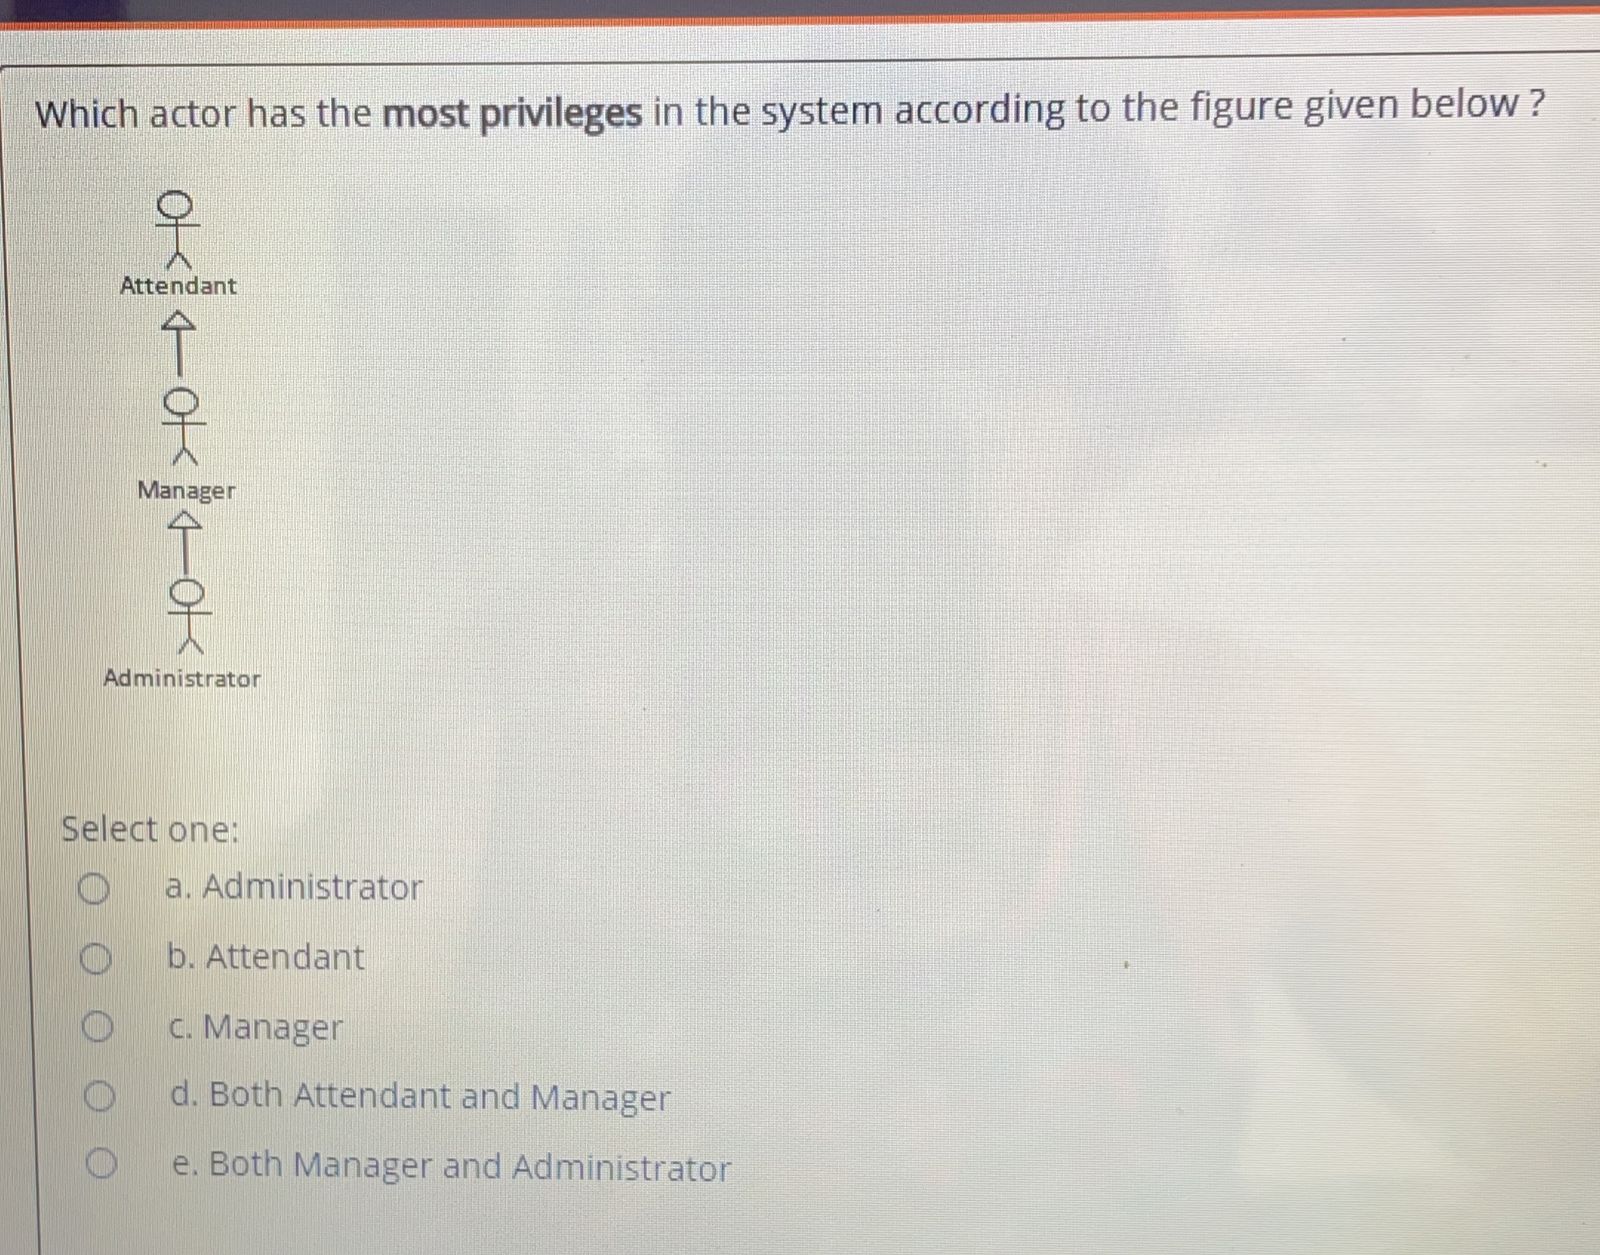 Which actor has the most privileges in the system according to the figure given below ?
Attendant
Manager
Administrator
Select one:
a. Administrator
b. Attendant
c. Manager
d. Both Attendant and Manager
e. Both Manager and Administrator